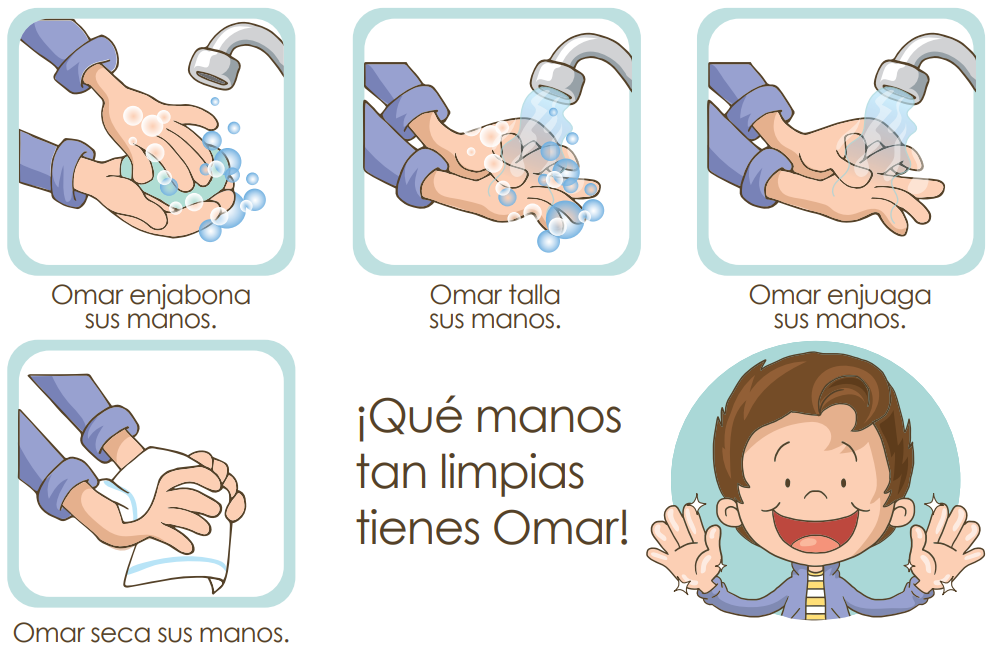 Omar enjabona
sus manos.
Omar talla
sus manos.
Omar enjuaga
sus manos.
Omar seca sus manos.
¡Qué manos
tan limpias
tienes Omar!